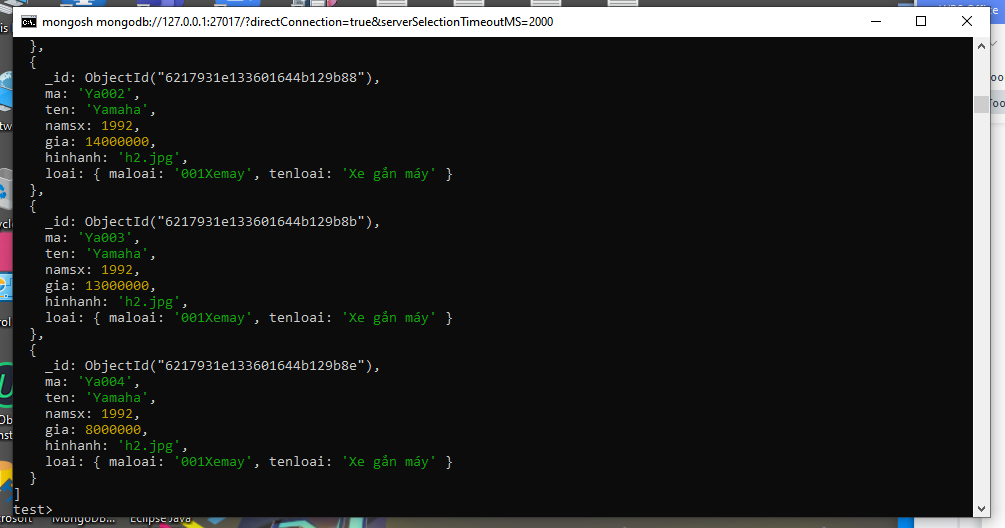 mongosh mongodb://127.0.0.1:27017/?directConnection=true&serverSelectionTimeoutMS=2000
},
{
_id: ObjectId("6217931e133601644b129b88"),
ma: 'Ya002',
ten: 'Yamaha',
namsx: 1992,
gia: 14000000,
hinhanh: 'h2.jpg',
loai: { maloai: '001Xemay', tenloai: 'Xe gắn máy' }
},
{
_id: ObjectId("6217931e133601644b129b8b"),
ma: 'Ya003',
ten: 'Yamaha',
namsx: 1992,
gia: 13000000,
hinhanh: 'h2.jpg',
loai: { maloai: '001Xemay', tenloai: 'Xe gắn máy' }
},
{
_id: ObjectId("6217931e133601644b129b8e"),
ma: 'Ya004',
ten: 'Yamaha',
namsx: 1992,
gia: 8000000,
hinhanh: 'h2.jpg',
loai: { maloai: '001Xemay', tenloai: 'Xe gắn máy' }
}
]
test>
MongoDB... Eclipse Java